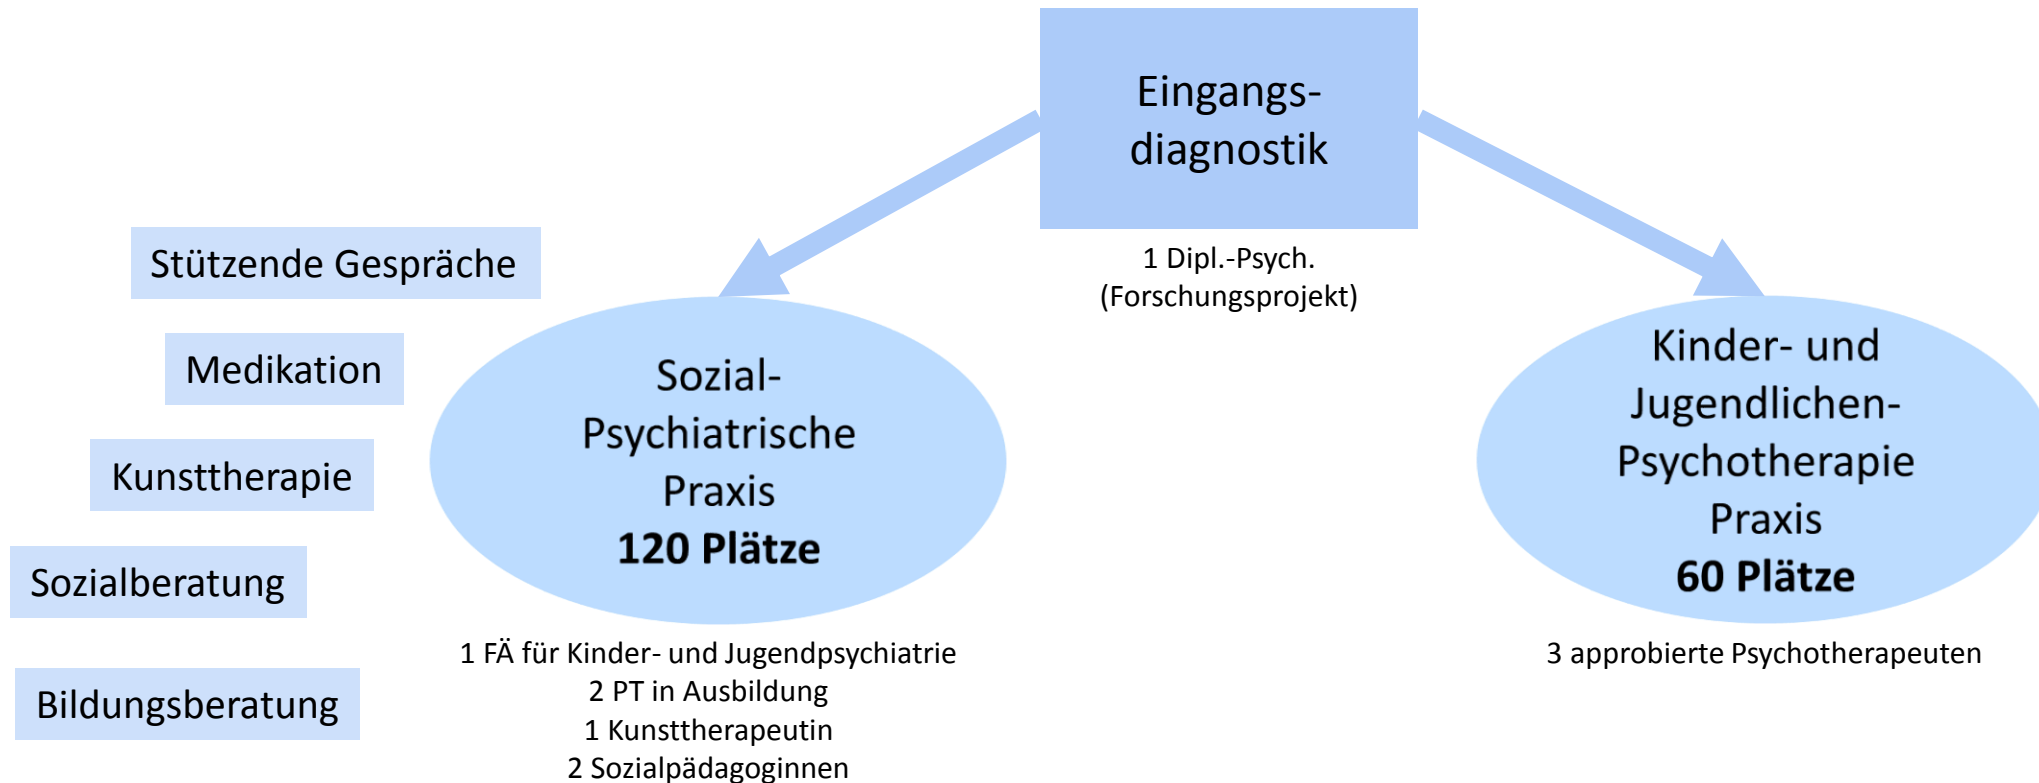 Eingangs-
diagnostik
1 Dipl.-Psych.
(Forschungsprojekt)
Stützende Gespräche
Medikation
Kunsttherapie
Sozialberatung
Bildungsberatung
Sozial-
Psychiatrische
Praxis
120 Plätze
1 FÄ für Kinder- und Jugendpsychiatrie
2 PT in Ausbildung
1 Kunsttherapeutin
2 Sozialpädagoginnen
Kinder- und
Jugendlichen-
Psychotherapie
Praxis
60 Plätze
3 approbierte Psychotherapeuten